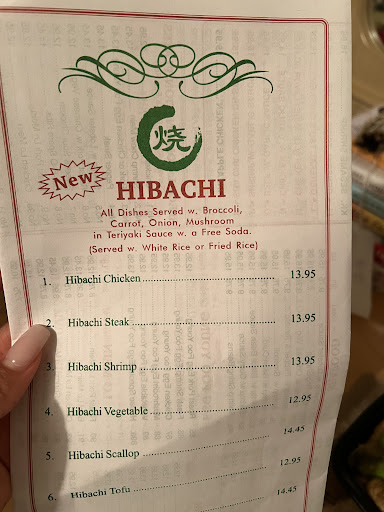 烧
New
HIBACHI
All Dishes Served w. Broccoli,
Carrot, Onion, Mushroom
in Teriyaki Sauce w. a Free Soda.
(Served w. White Rice or Fried Rice)
1. Hibachi Chicken 13.95
2. Hibachi Steak 13.95
3. Hibachi Shrimp 13.95
4. Hibachi Vegetable 12.95
5. Hibachi Scallop 14.45
6. Hibachi Tofu 12.95
14.45